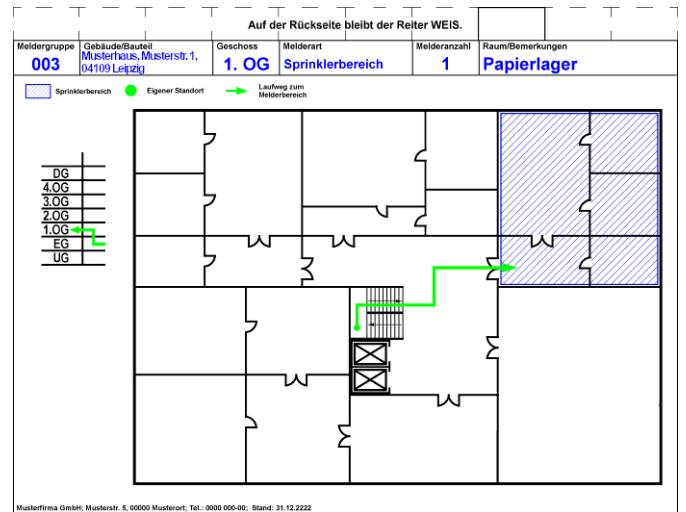 Auf der Rückseite bleibt der Reiter WEIS.
Meldergruppe
003
Gebäude/Bauteil
Musterhaus, Musterstr. 1,
04109 Leipzig
Geschoss
1. OG
Melderart
Sprinklerbereich
Melderanzahl
1
Raum/Bemerkungen
Papierlager
Sprinklerbereich
Eigener Standort
Laufweg zum
Melderbereich
DG
4.OG
3.OG
2.OG
1.OG
EG
UG
Musterfirma GmbH; Musterstr. 5, 00000 Musterort; Tel.: 0000 000-00; Stand: 31.12.2222